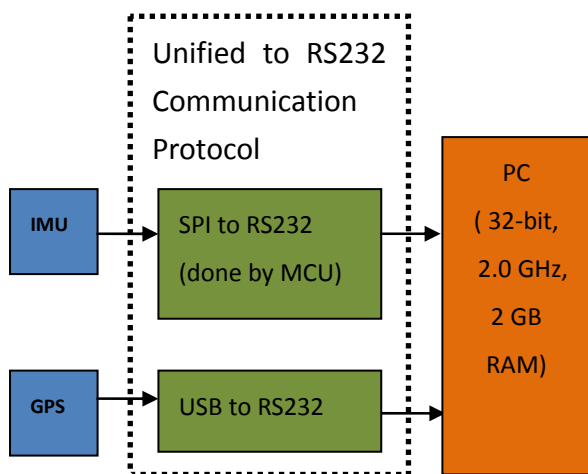 Unified to RS232
Communication
Protocol
IMU
SPI to RS232
(done by MCU)
GPS
USB to RS232
PC
( 32-bit,
2.0 GHz,
2 GB
RAM)